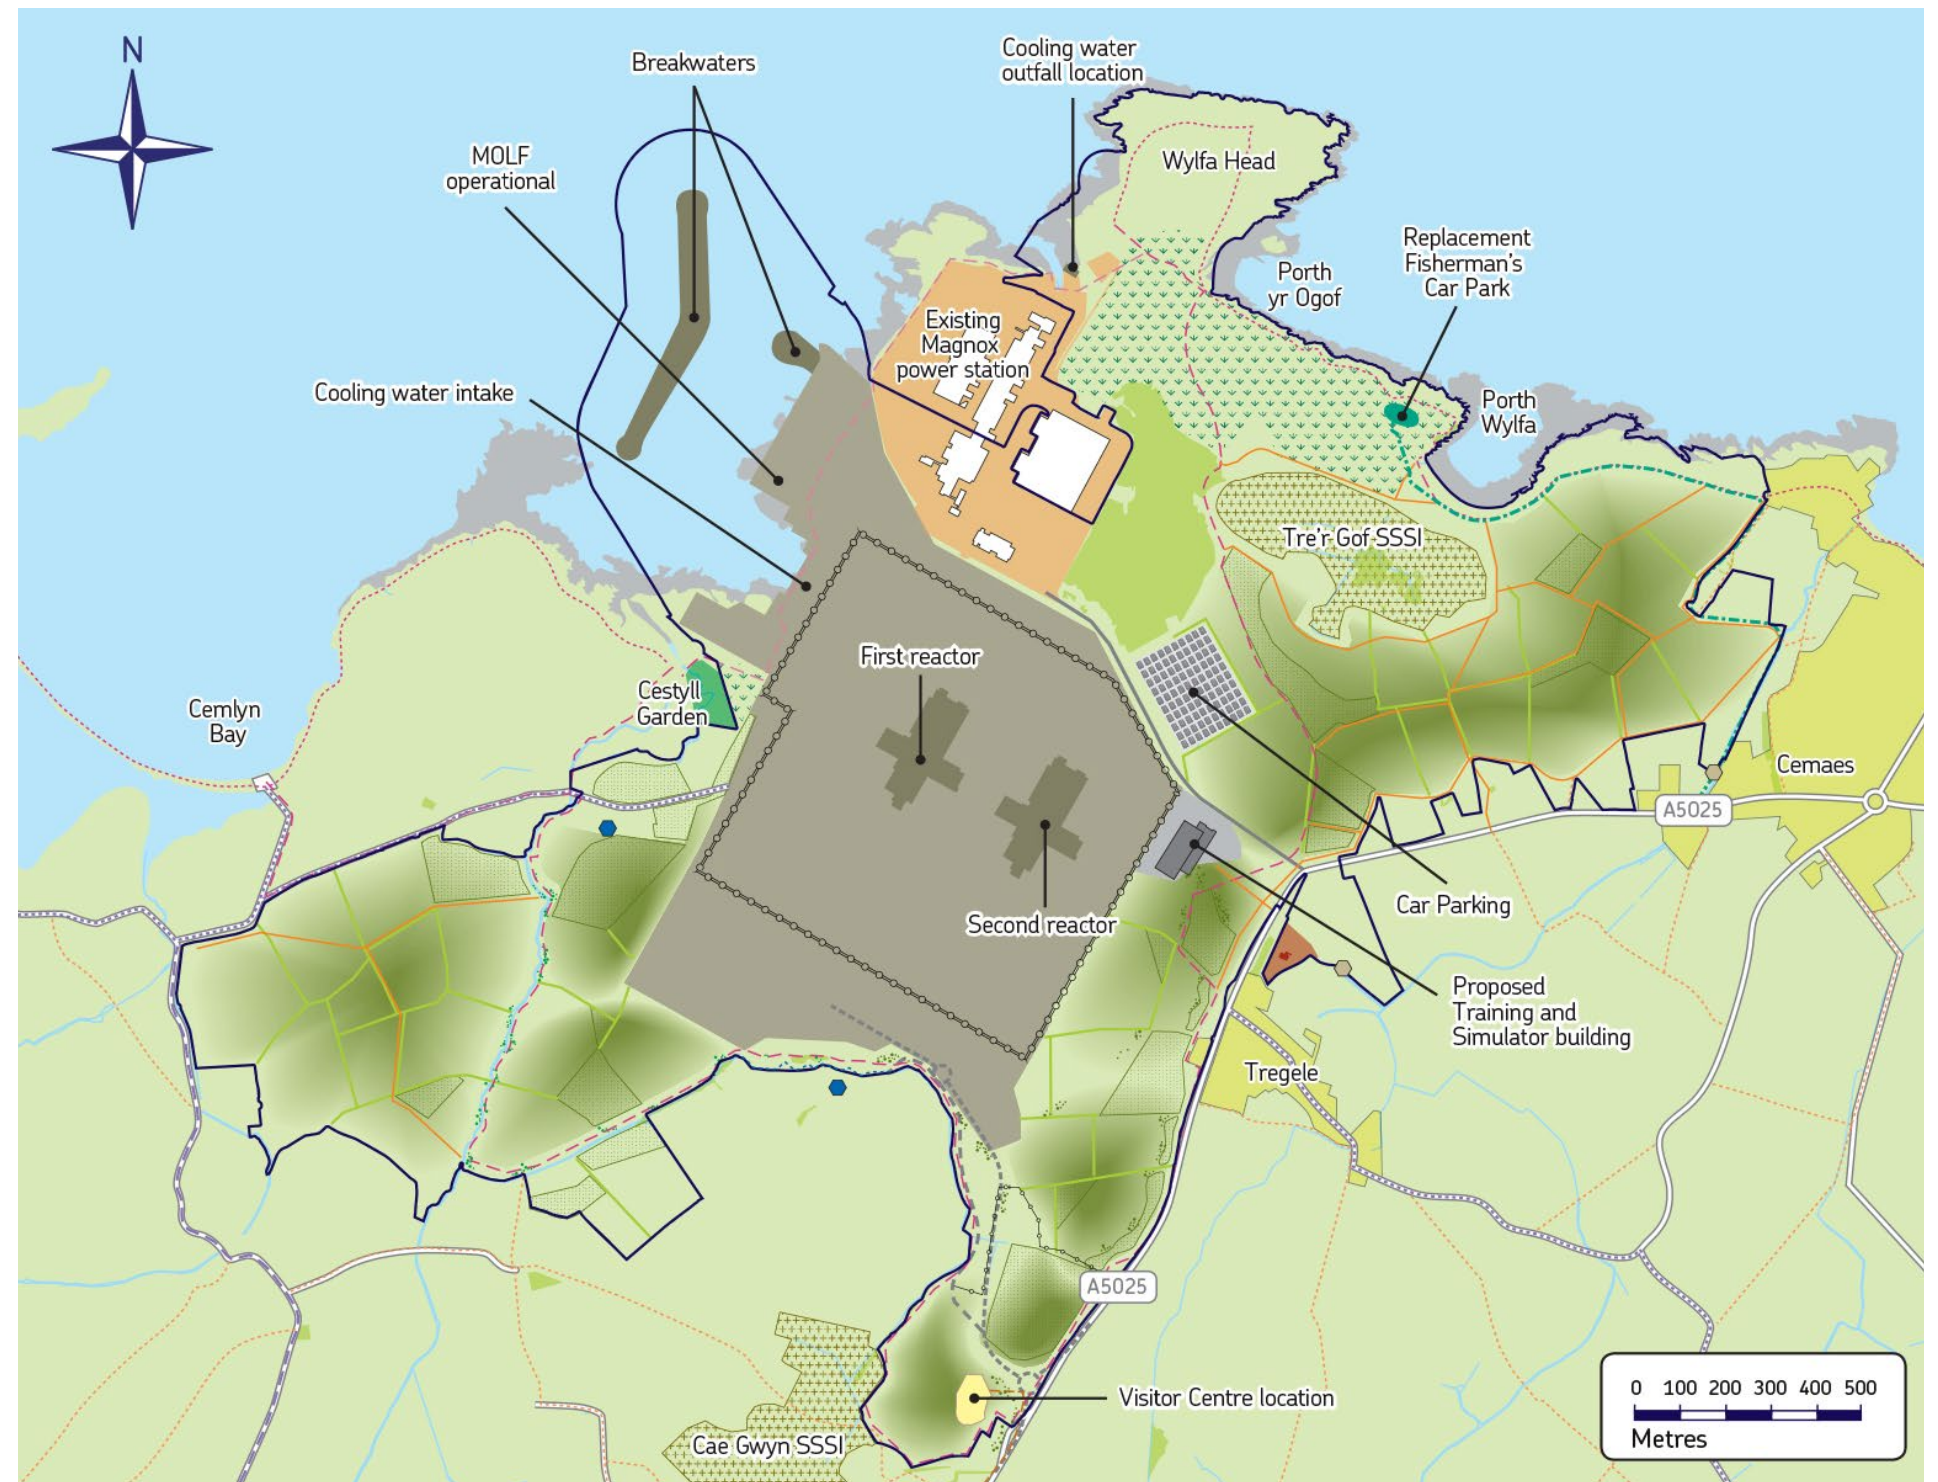 N
Breakwaters
Cooling water
outfall location
MOLF
operational
Wylfa Head
Replacement
Fisherman's
Car Park
Porth
yr Ogof
Existing
Magnox
power station
Cooling water intake
Porth
Wylfa
Tre'r Gof SSSI
First reactor
Cestyll
Garden
Cemlyn
Bay
Cemaes
A5025
Car Parking
Second reactor
Proposed
Training and
Simulator building
Tregele
A5025
Visitor Centre location
Cae Gwyn SSSI
0 100 200 300 400 500
Metres